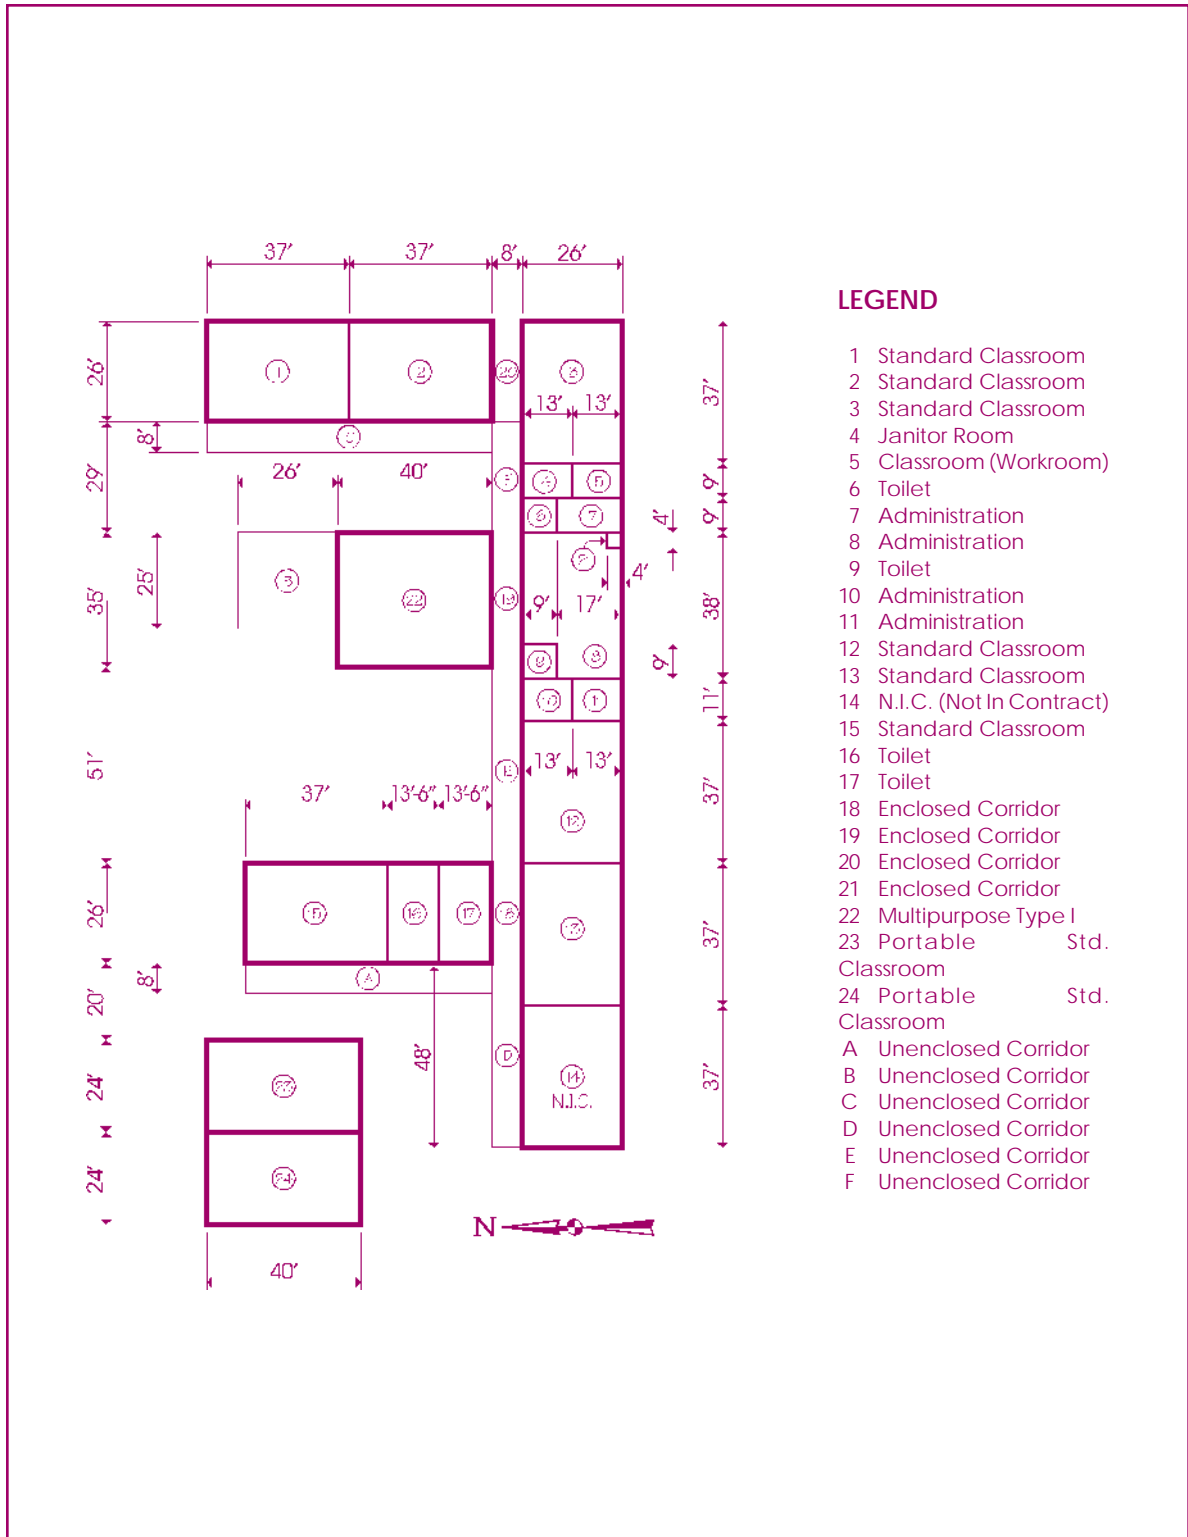 37' 37' 8' 26'
LEGEND
1 Standard Classroom
2 Standard Classroom
3 Standard Classroom
4 Janitor Room
5 Classroom (Workroom)
6 Toilet
7 Administration
8 Administration
9 Toilet
10 Administration
11 Administration
12 Standard Classroom
13 Standard Classroom
14 N.I.C. (Not In Contract)
15 Standard Classroom
16 Toilet
17 Toilet
18 Enclosed Corridor
19 Enclosed Corridor
20 Enclosed Corridor
21 Enclosed Corridor
22 Multipurpose Type I
23 Portable Std.
Classroom
24 Portable Std.
Classroom
A Unenclosed Corridor
B Unenclosed Corridor
C Unenclosed Corridor
D Unenclosed Corridor
E Unenclosed Corridor
F Unenclosed Corridor
26' 1 2 20 3 37'
13' 13'
8' C
29' 26' 40' F 4 5 9'
6 7 4' 9'
4'
35' 25' B 22 19 9' 17' 38'
9 8 9'
10 11 11'
51' E 13' 13' 37'
37' 13'-6" 13'-6"
12
26' 15 16 17 18 13 37'
20' 8' A
48' D 14 37'
N.I.C.
24' 23
24' 24
N
40'